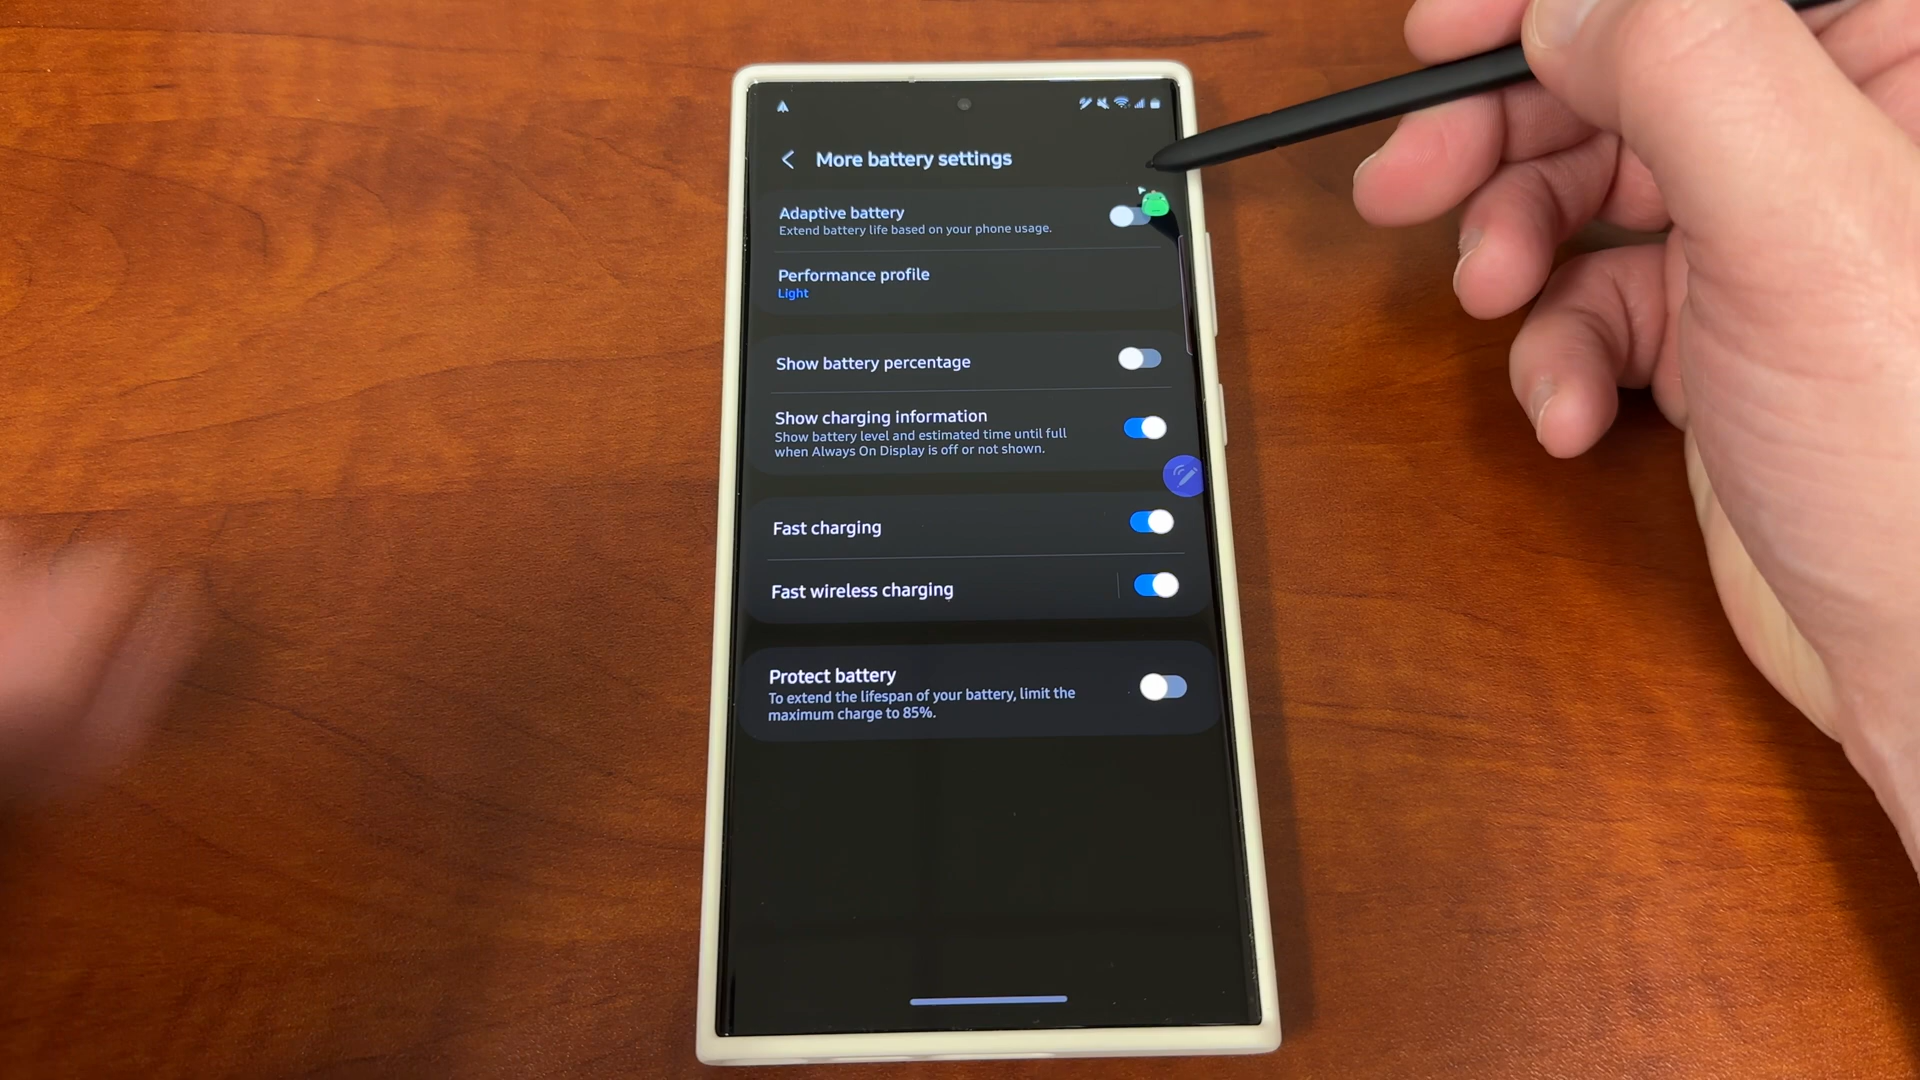 More battery settings
Adaptive battery
Extend battery life based on your phone usage.
Performance profile
Light
Show battery percentage
Show charging information
Show battery level and estimated time until full
when Always On Display is off or not shown.
Fast charging
Fast wireless charging
Protect battery
To extend the lifespan of your battery, limit the
maximum charge to 85%.